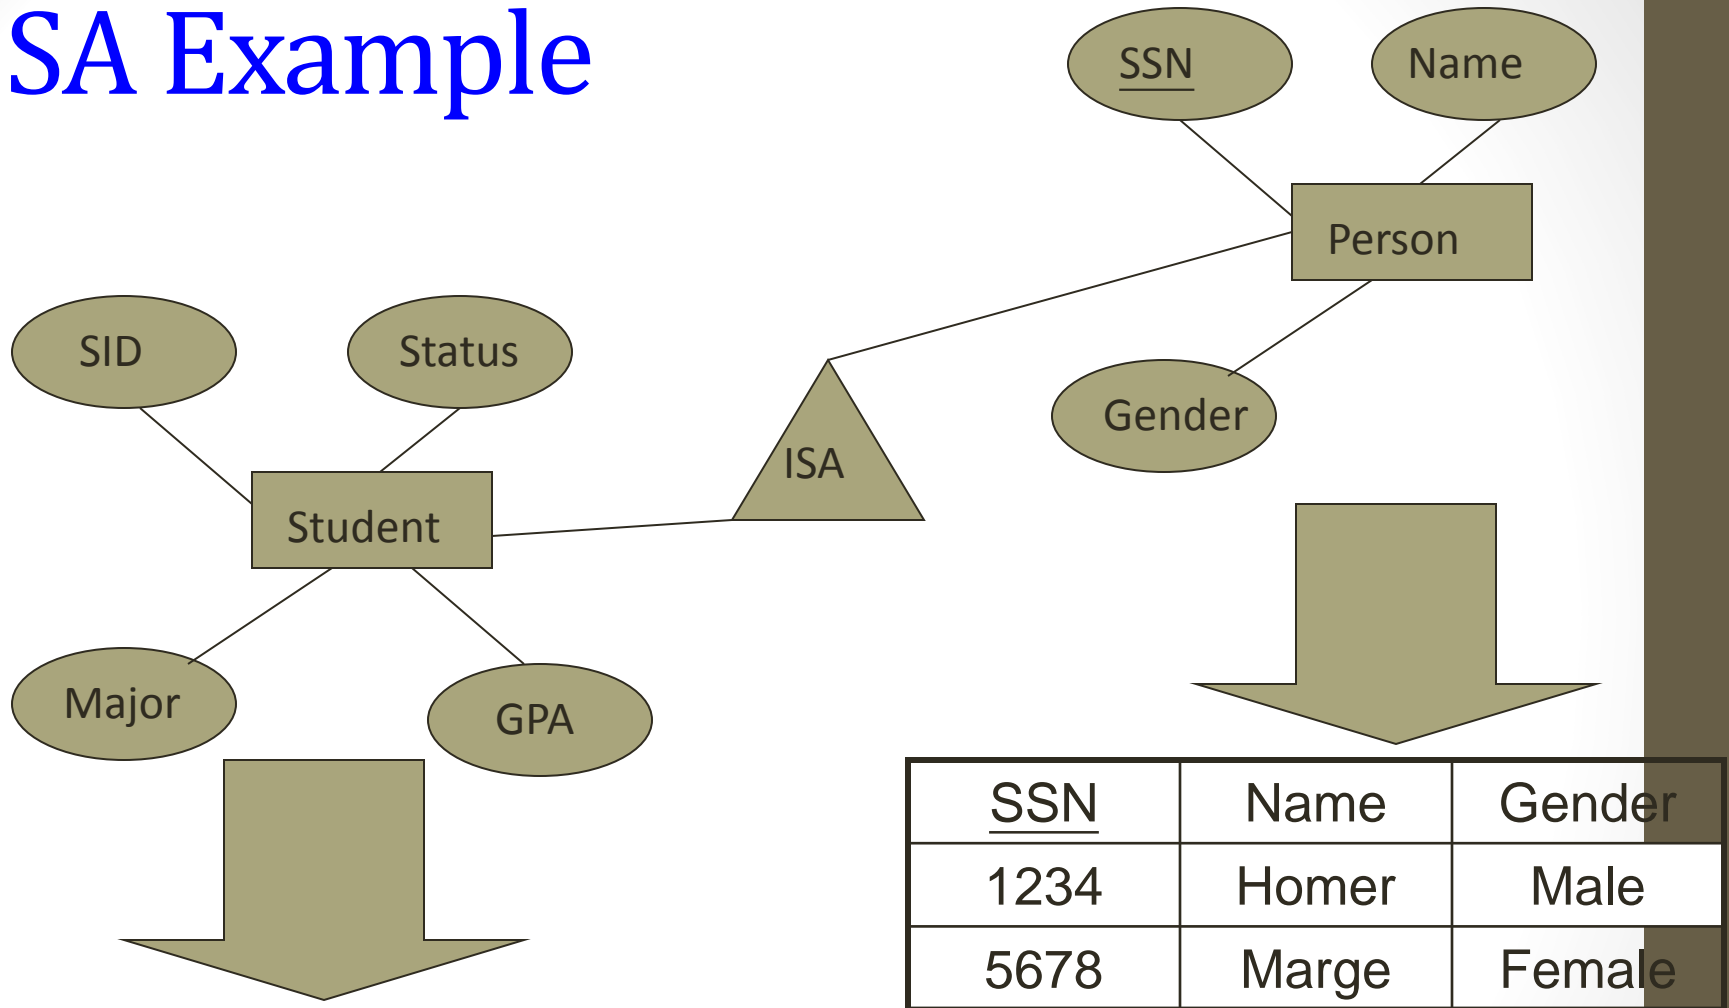 SA Example
SSN
Name
Person
SID
Status
Gender
ISA
Student
Major
GPA
SSN Name Gender
1234 Homer Male
5678 Marge Female